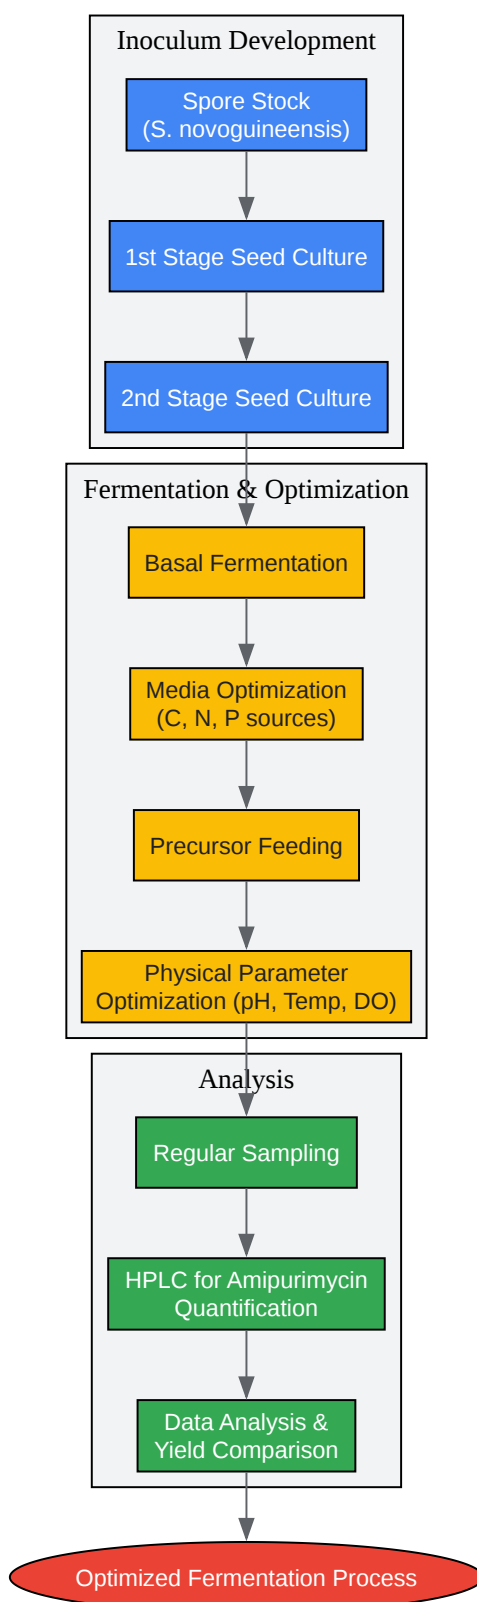 Inoculum Development
Spore Stock
(S. novoguineensis)
1st Stage Seed Culture
2nd Stage Seed Culture
Fermentation & Optimization
Basal Fermentation
Media Optimization
(C, N, P sources)
Precursor Feeding
Physical Parameter
Optimization (pH, Temp, DO)
Analysis
Regular Sampling
HPLC for Amipurimycin
Quantification
Data Analysis &
Yield Comparison
Optimized Fermentation Process